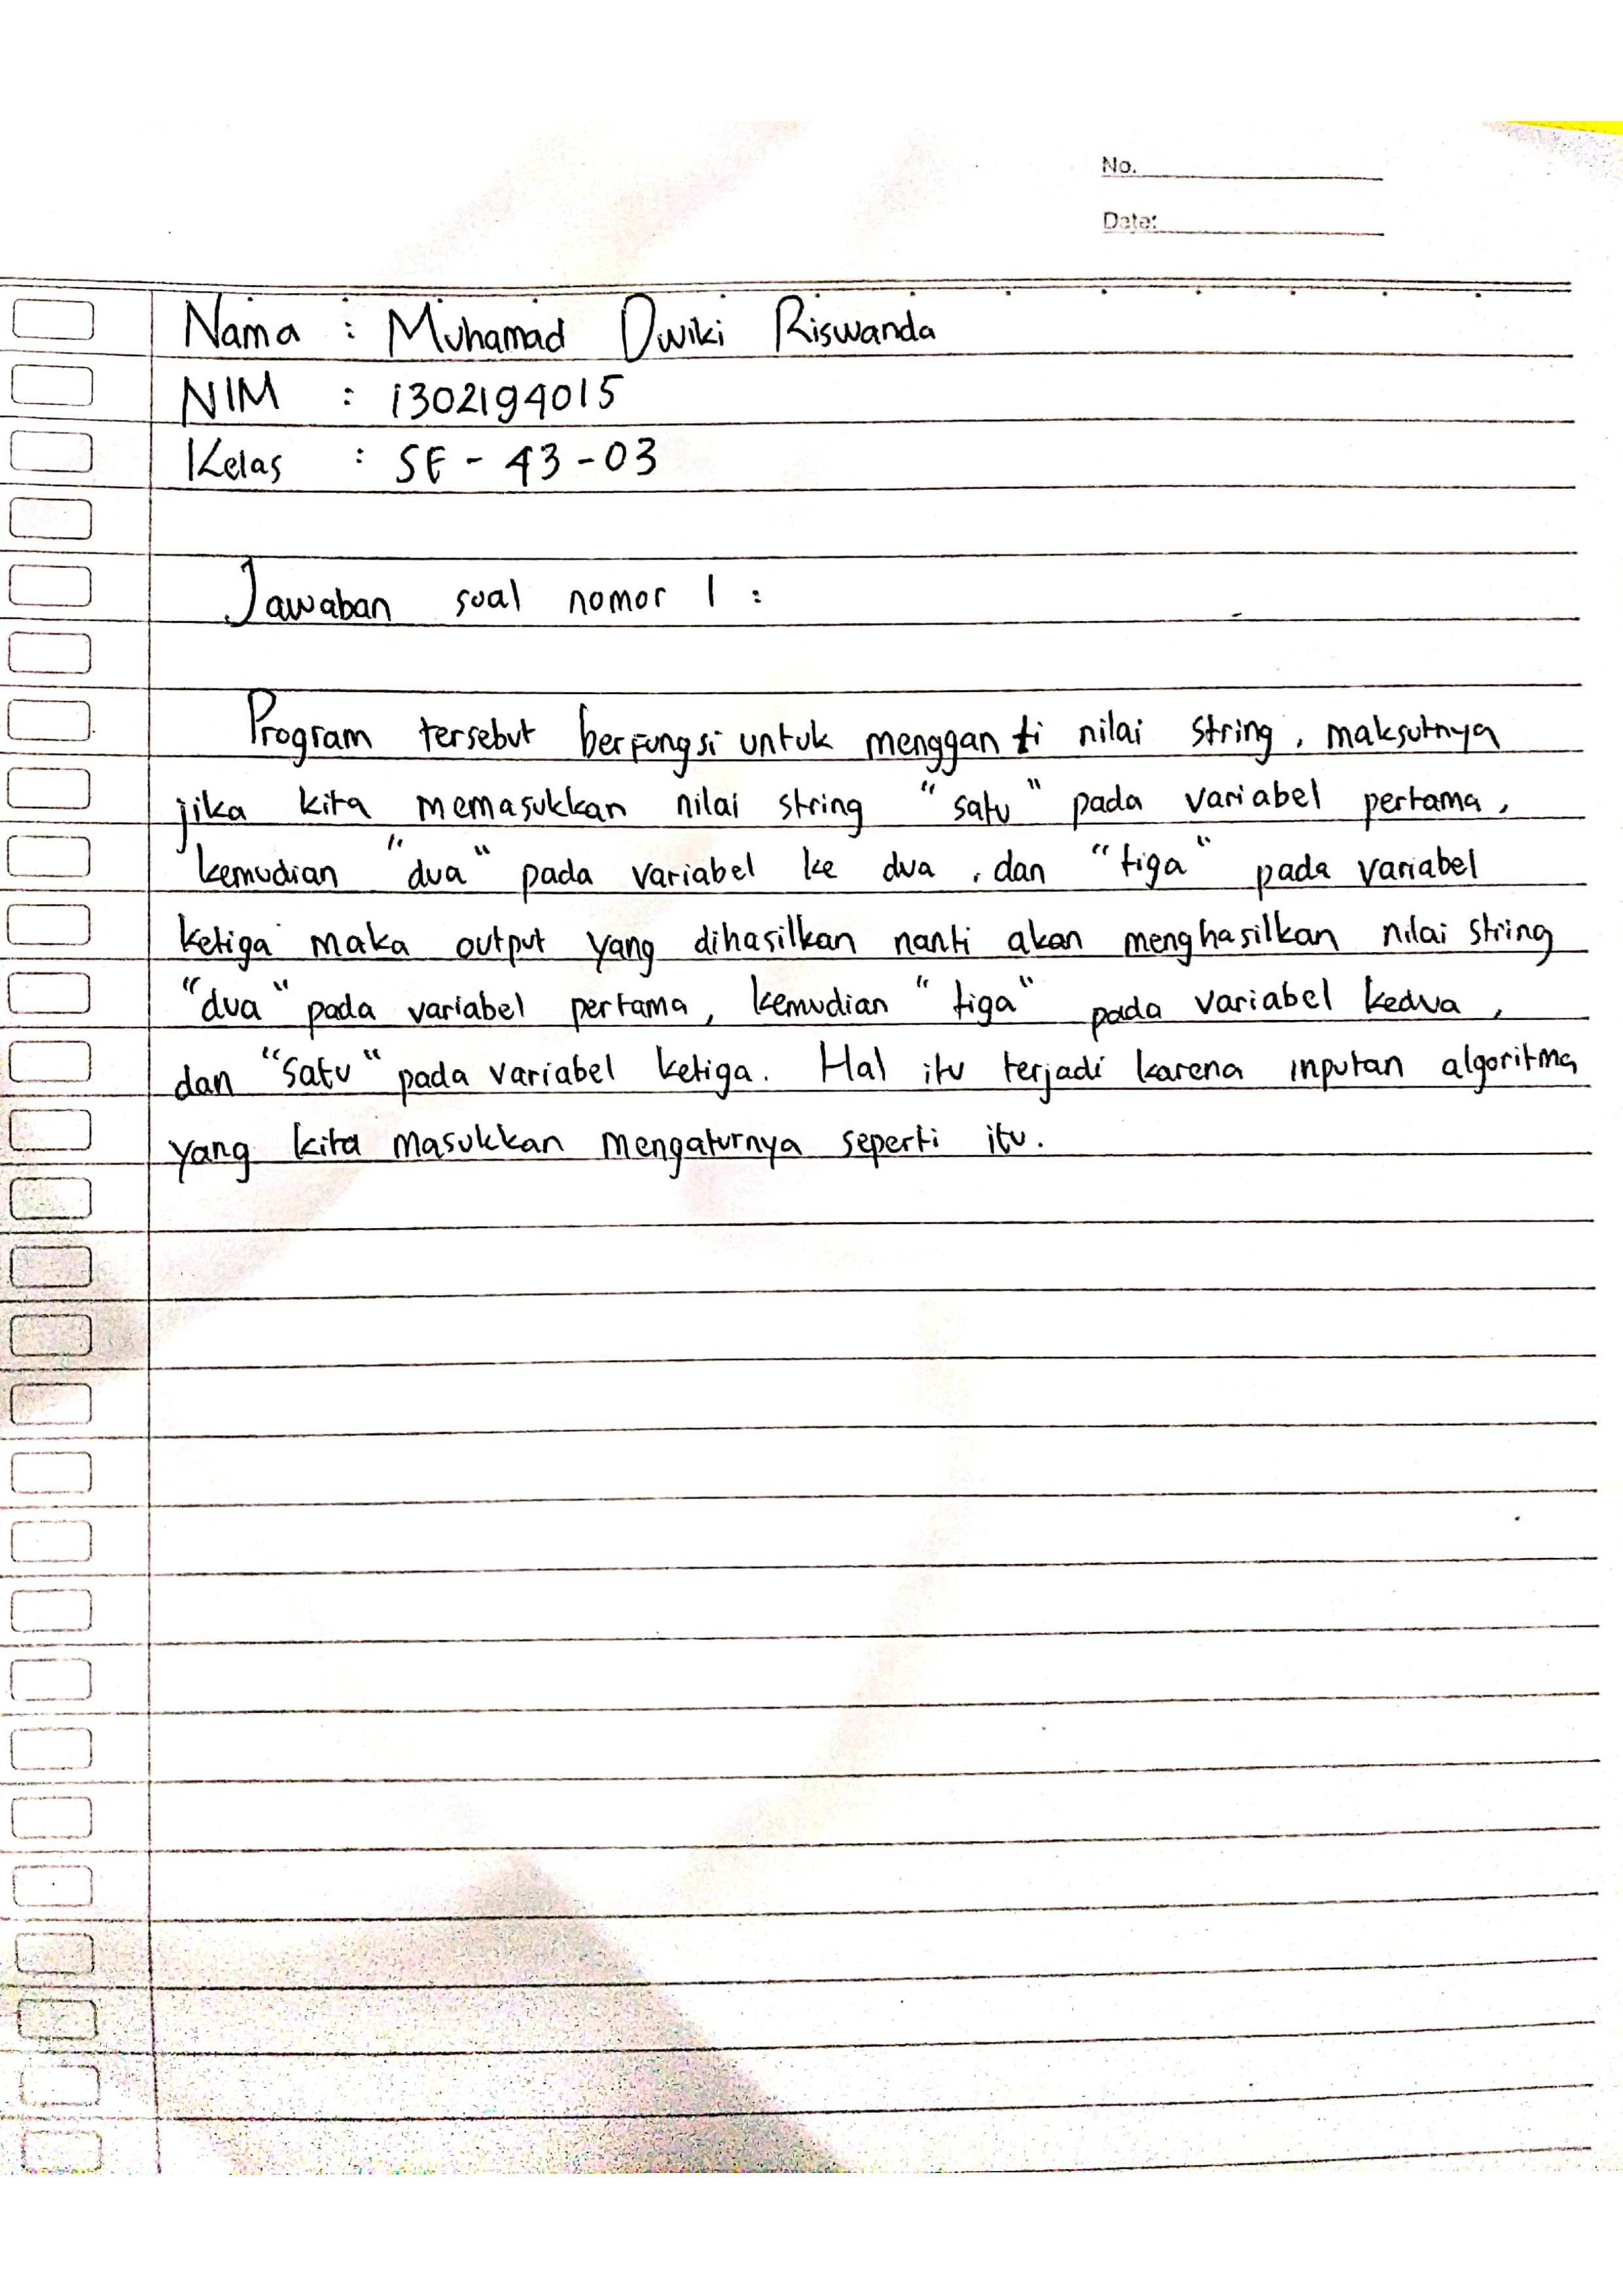 No.
Date:
Nama : Muhamad Dwiki Riswanda
NIM : 1302194015
Kelas : SE - 43 - 03
Jawaban soal nomor 1 :
Program tersebut berfungsi untuk mengganti nilai string, maksutnya
jika kita memasukkan nilai string "satu" pada variabel pertama,
kemudian "dua" pada variabel ke dua, dan "tiga" pada variabel
ketiga maka output yang dihasilkan nanti akan menghasilkan nilai string
"dua" pada variabel pertama, kemudian "tiga" pada variabel kedua,
dan "satu" pada variabel ketiga. Hal itu terjadi karena inputan algoritma
yang kita masukkan mengaturnya seperti itu.